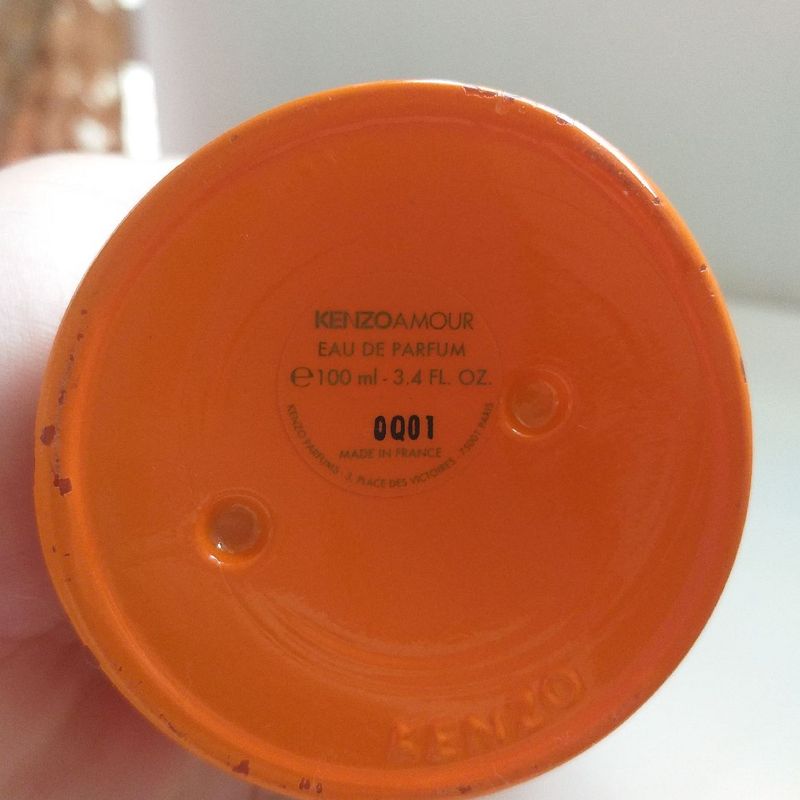 KENZOAMOUR
EAU DE PARFUM
℮100 ml - 3.4 FL. OZ.
0Q01
MADE IN FRANCE
KENZO PARFUMS · 3, PLACE DES VICTOIRES · 75001 PARIS
KENZO